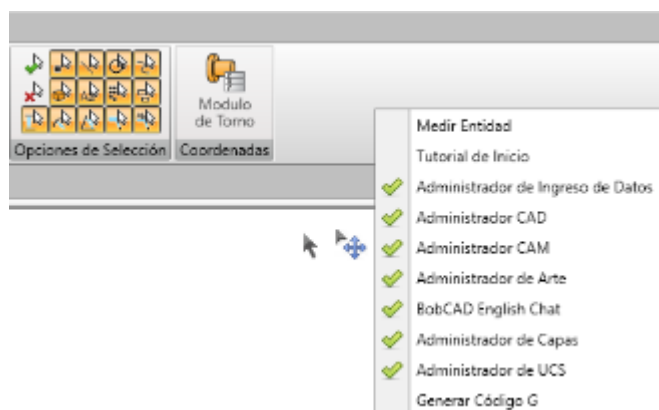 Modulo
de Torno
Opciones de Selección
Coordenadas
Medir Entidad
Tutorial de Inicio
Administrador de Ingreso de Datos
Administrador CAD
Administrador CAM
Administrador de Arte
BobCAD English Chat
Administrador de Capas
Administrador de UCS
Generar Código G